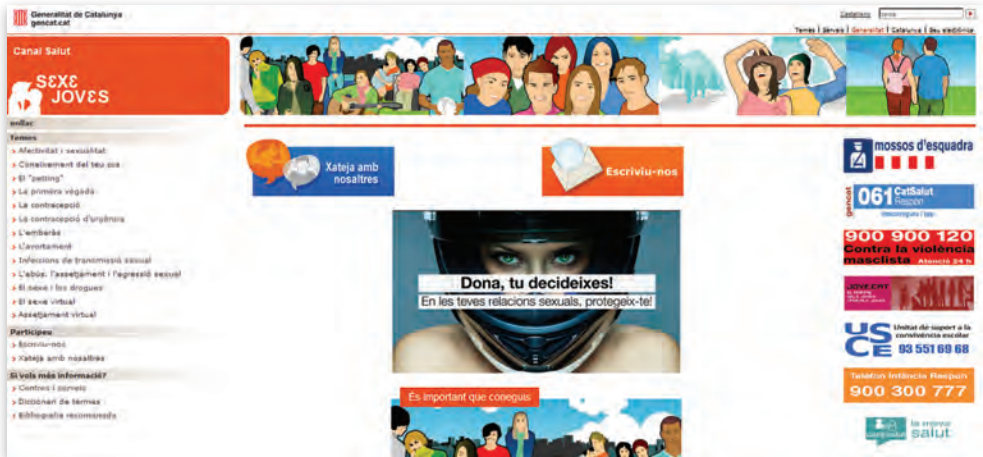 Generalitat de Catalunya
gencat.cat
Castellano
Temes | Serveis | Generalitat | Catalunya | Seu electrònica
Canal Salut
SEXE
JOVES
enllaç
Temes
Afectivitat i sexualitat
Coneixement del teu cos
El "petting"
La primera vegada
La contracepció
La contracepció d'urgència
L'embaràs
L'avortament
Infeccions de transmissió sexual
L'abús, l'assetjament i l'agressió sexual
El sexe i les drogues
El sexe virtual
Assetjament virtual
Participeu
Escriviu-nos
Xateja amb nosaltres
Si vols més informació?
Centres i serveis
Diccionari de termes
Bibliografia recomanada
Xateja amb
nosaltres
Escriviu-nos
Dona, tu decideixes!
En les teves relacions sexuals, protegeix-te!
És important que coneguis
mossos d'esquadra
gencat
061 CatSalut
Respon
900 900 120
Contra la violència
masclista Atenció 24 h
JOVE.CAT
USCE
Unitat de suport a la
convivència escolar
93 551 69 68
Telèfon Infància Respon
900 300 777
la meva
salut